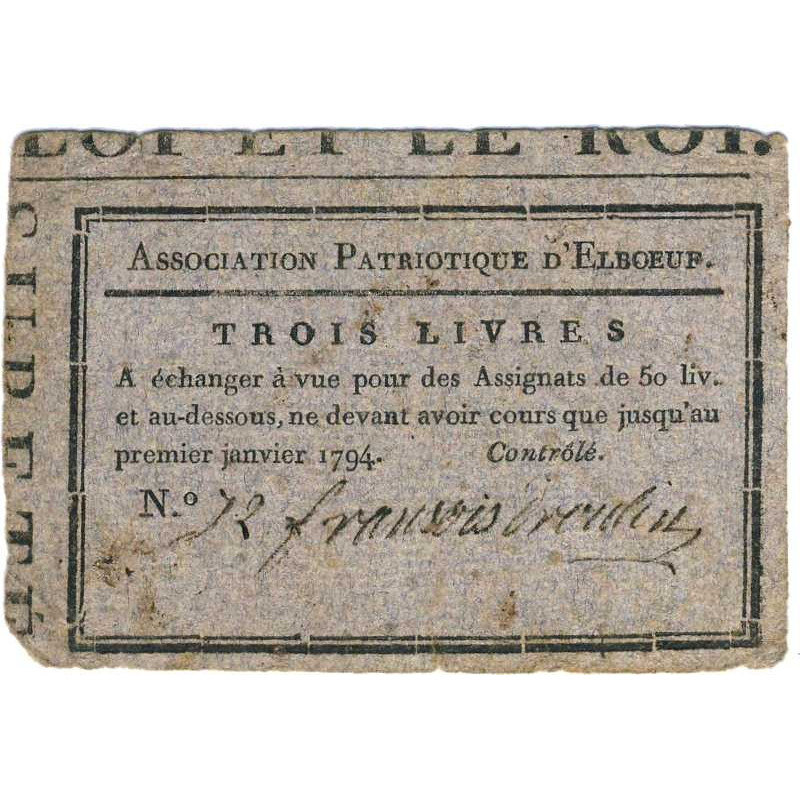 LOI ET LE ROI.
ASSOCIATION PATRIOTIQUE D'ELBOEUF.
TROIS LIVRES
A échanger à vue pour des Assignats de 50 liv.
et au-dessous, ne devant avoir cours que jusqu'au
premier janvier 1794. Contrôlé.
N.º 72 fransois